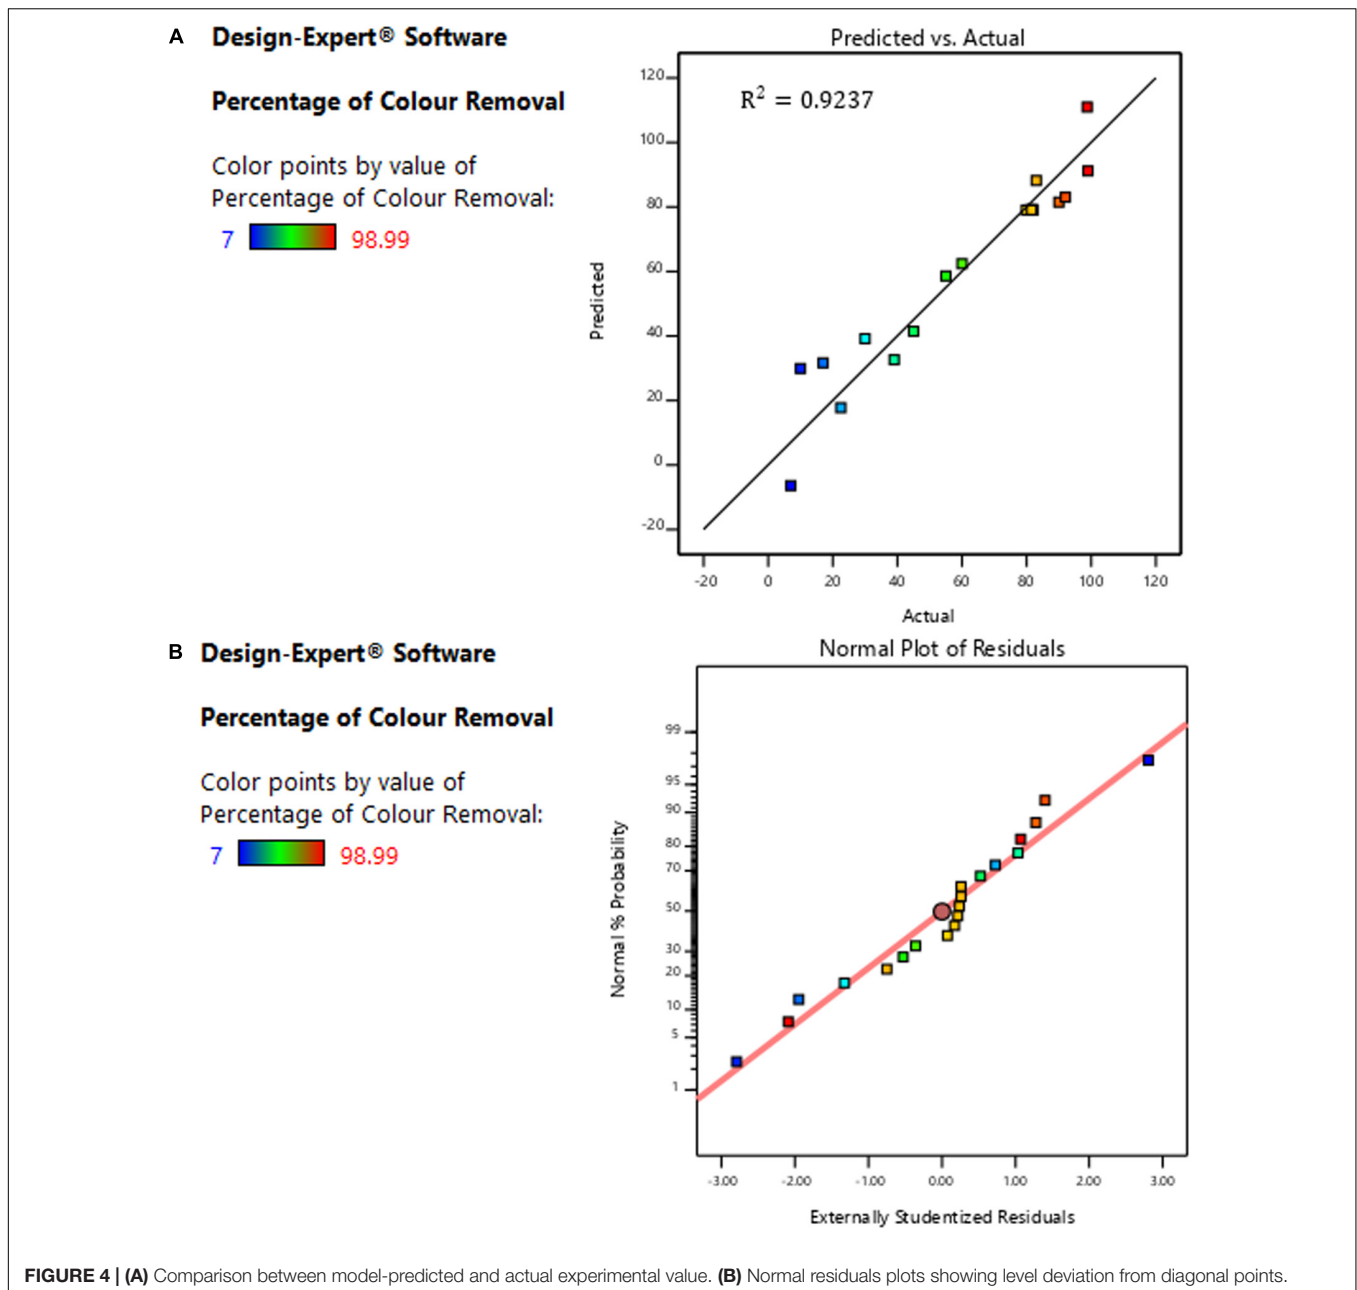 A Design-Expert® Software
Percentage of Colour Removal
Color points by value of
Percentage of Colour Removal:
7 98.99
Predicted vs. Actual
R² = 0.9237
120
100
80
60
40
20
0
-20
Predicted
-20 0 20 40 60 80 100 120
Actual
B Design-Expert® Software
Percentage of Colour Removal
Color points by value of
Percentage of Colour Removal:
7 98.99
Normal Plot of Residuals
99
95
90
80
70
50
30
20
10
5
1
Normal % Probability
-3.00 -2.00 -1.00 0.00 1.00 2.00 3.00
Externally Studentized Residuals
FIGURE 4 | (A) Comparison between model-predicted and actual experimental value. (B) Normal residuals plots showing level deviation from diagonal points.